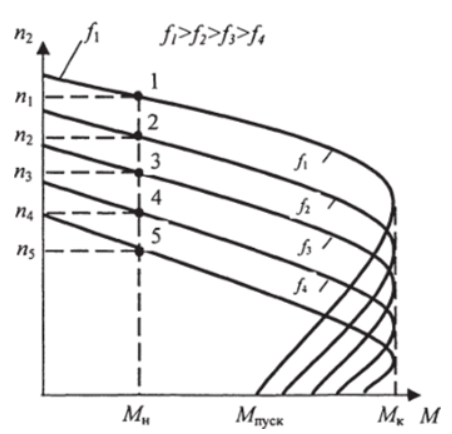 n₂ f₁ f₁>f₂>f₃>f₄
n₁ 1
n₂ 2
f₁
n₃ 3
f₂
n₄ 4
f₃
n₅ 5
f₄
Mн Mпуск Mк M